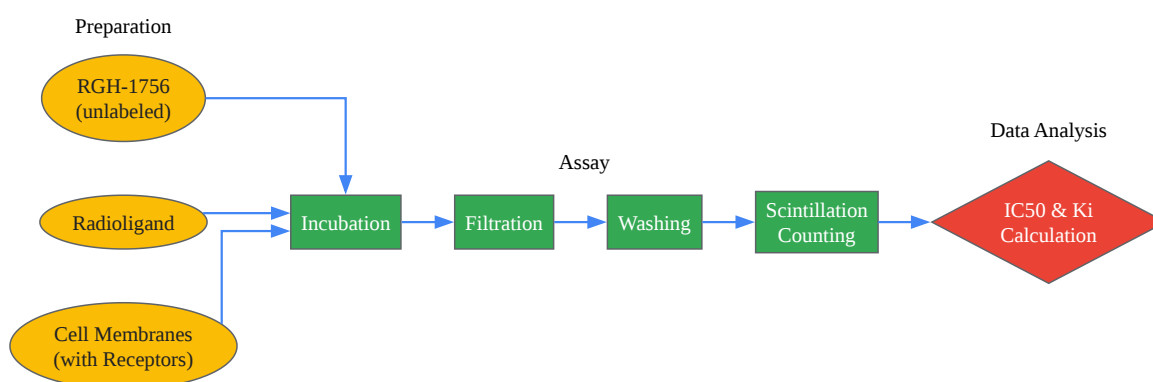 Preparation
RGH-1756
(unlabeled)
Radioligand
Cell Membranes
(with Receptors)
Assay
Incubation
Filtration
Washing
Scintillation
Counting
Data Analysis
IC50 & Ki
Calculation